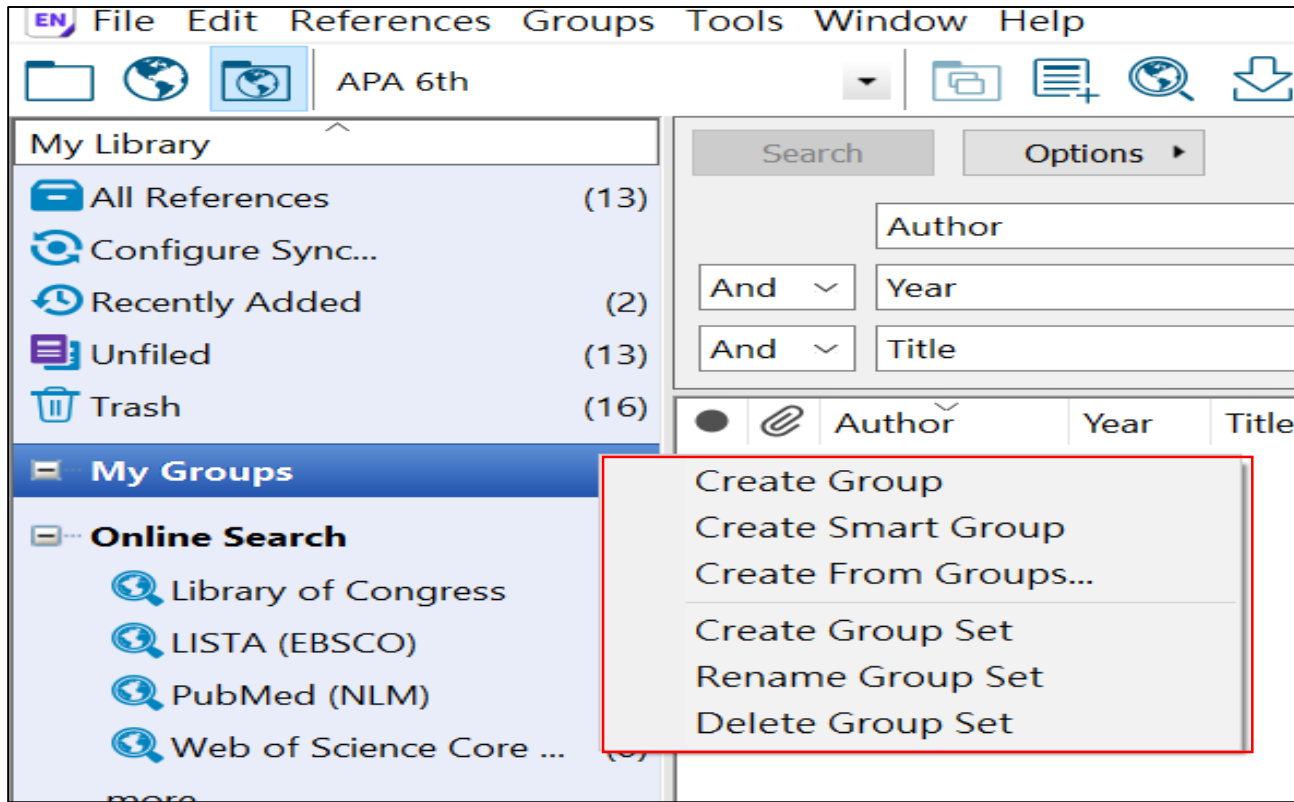 EN File Edit References Groups Tools Window Help
APA 6th
My Library
All References (13)
Configure Sync...
Recently Added (2)
Unfiled (13)
Trash (16)
My Groups
Online Search
Library of Congress
LISTA (EBSCO)
PubMed (NLM)
Web of Science Core ...
more
Search Options
Author
And Year
And Title
Author Year Title
Create Group
Create Smart Group
Create From Groups...
Create Group Set
Rename Group Set
Delete Group Set